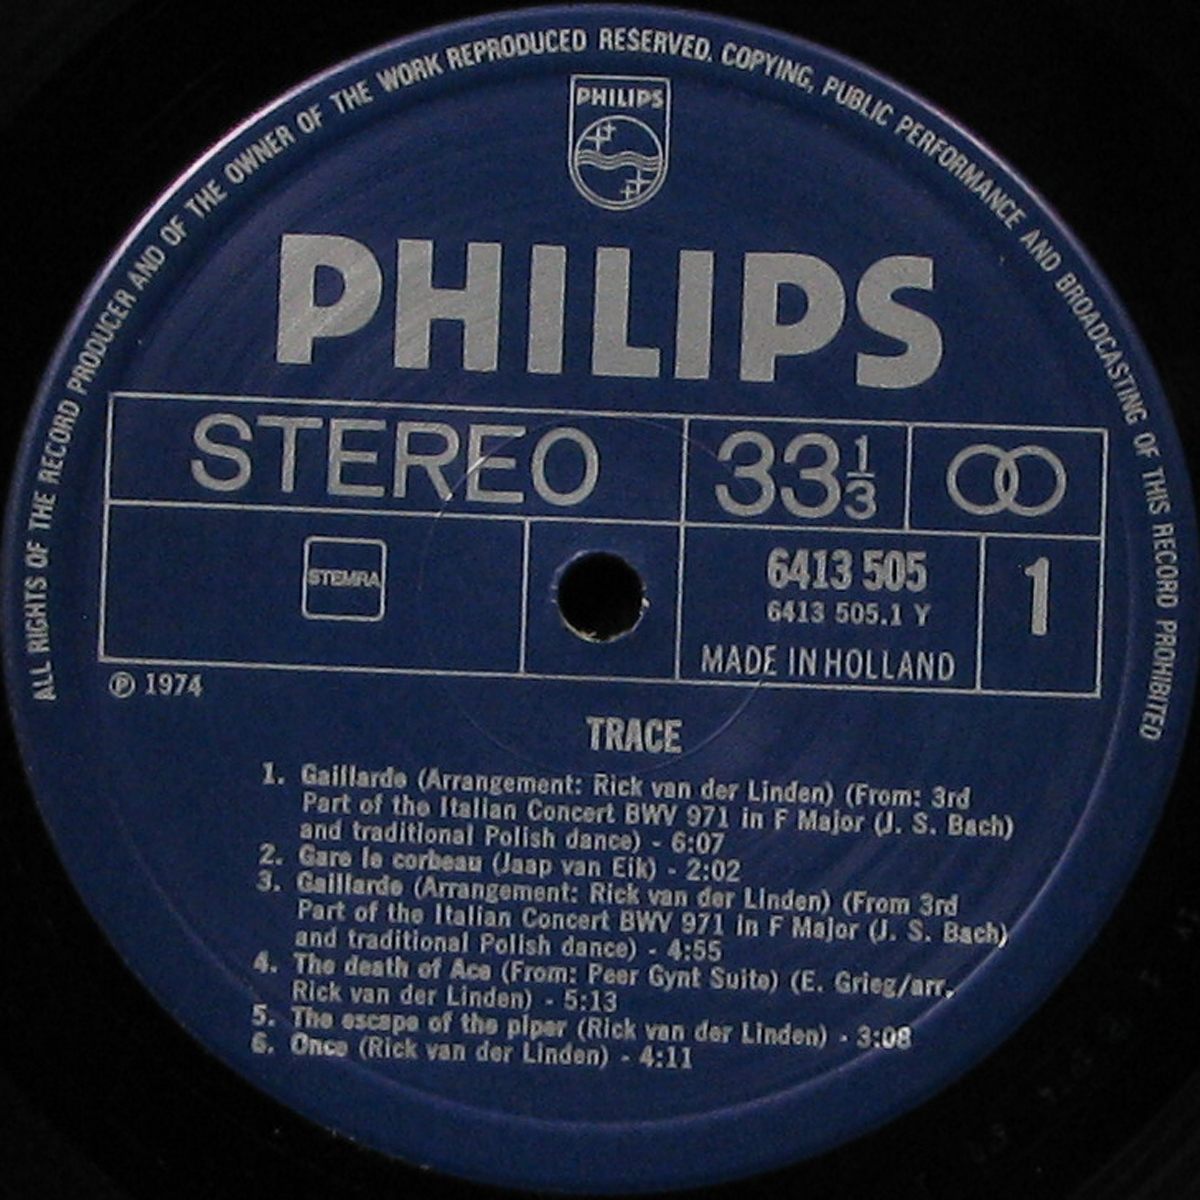 ALL RIGHTS OF THE RECORD PRODUCER AND OF THE OWNER OF THE WORK REPRODUCED RESERVED. COPYING, PUBLIC PERFORMANCE AND BROADCASTING OF THIS RECORD PROHIBITED
PHILIPS
PHILIPS
STEREO 33 1/3
STEMRA
6413 505 1
6413 505.1 Y
MADE IN HOLLAND
℗ 1974
TRACE
1. Gaillarde (Arrangement: Rick van der Linden) (From: 3rd
Part of the Italian Concert BWV 971 in F Major (J. S. Bach)
and traditional Polish dance) - 6:07
2. Gare le corbeau (Jaap van Eik) - 2:02
3. Gaillarde (Arrangement: Rick van der Linden) (From 3rd
Part of the Italian Concert BWV 971 in F Major (J. S. Bach)
and traditional Polish dance) - 4:55
4. The death of Ace (From: Peer Gynt Suite) (E. Grieg/arr.
Rick van der Linden) - 5:13
5. The escape of the piper (Rick van der Linden) - 3:08
6. Once (Rick van der Linden) - 4:11